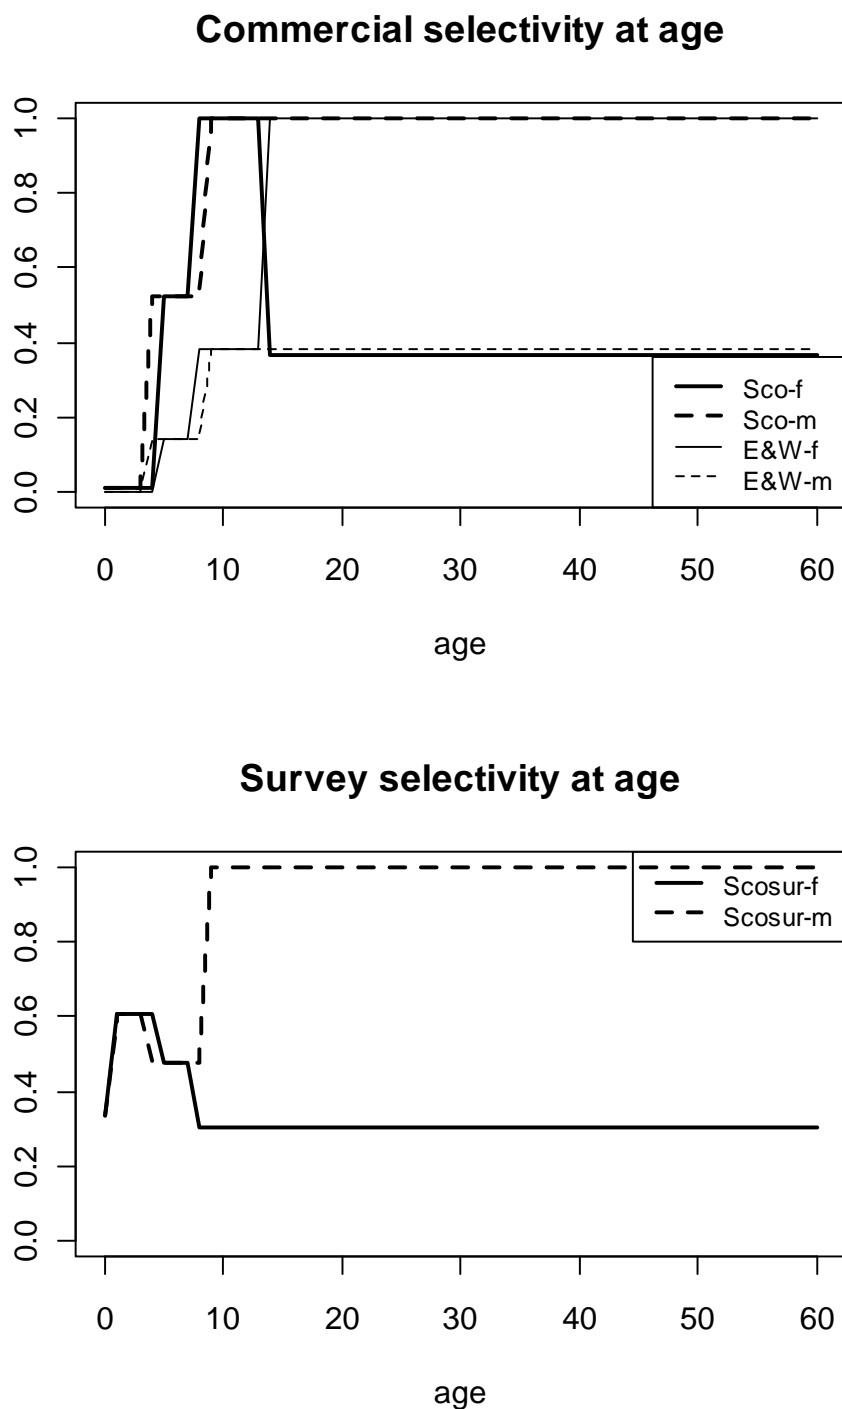 Commercial selectivity at age
1.0
0.8
0.6
0.4
0.2
0.0
Sco-f
Sco-m
E&W-f
E&W-m
0 10 20 30 40 50 60
age
Survey selectivity at age
1.0
0.8
0.6
0.4
0.2
0.0
Scosur-f
Scosur-m
0 10 20 30 40 50 60
age